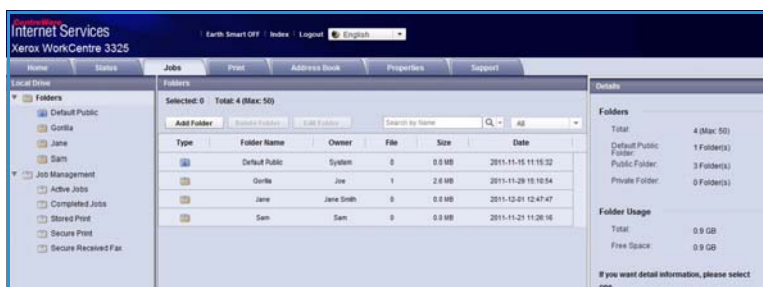 CentreWare
Internet Services
Xerox WorkCentre 3325
Earth Smart OFF | Index | Logout English
Home Status Jobs Print Address Book Properties Support
Local Drive
Folders
Default Public
Gorilla
Jane
Sam
Job Management
Active Jobs
Completed Jobs
Stored Print
Secure Print
Secure Received Fax
Folders
Selected: 0 Total: 4 (Max: 50)
Add Folder Delete Folder Edit Folder Search by Name All
Type Folder Name Owner File Size Date
Default Public System 0 0.0 MB 2011-11-15 11:15:32
Gorilla Joe 1 2.6 MB 2011-11-29 15:10:54
Jane Jane Smith 0 0.0 MB 2011-12-01 12:47:47
Sam Sam 0 0.0 MB 2011-11-21 11:26:16
Details
Folders
Total: 4 (Max: 50)
Default Public Folder: 1 Folder(s)
Public Folder: 3 Folder(s)
Private Folder: 0 Folder(s)
Folder Usage
Total: 0.9 GB
Free Space: 0.9 GB
If you want detail information, please select